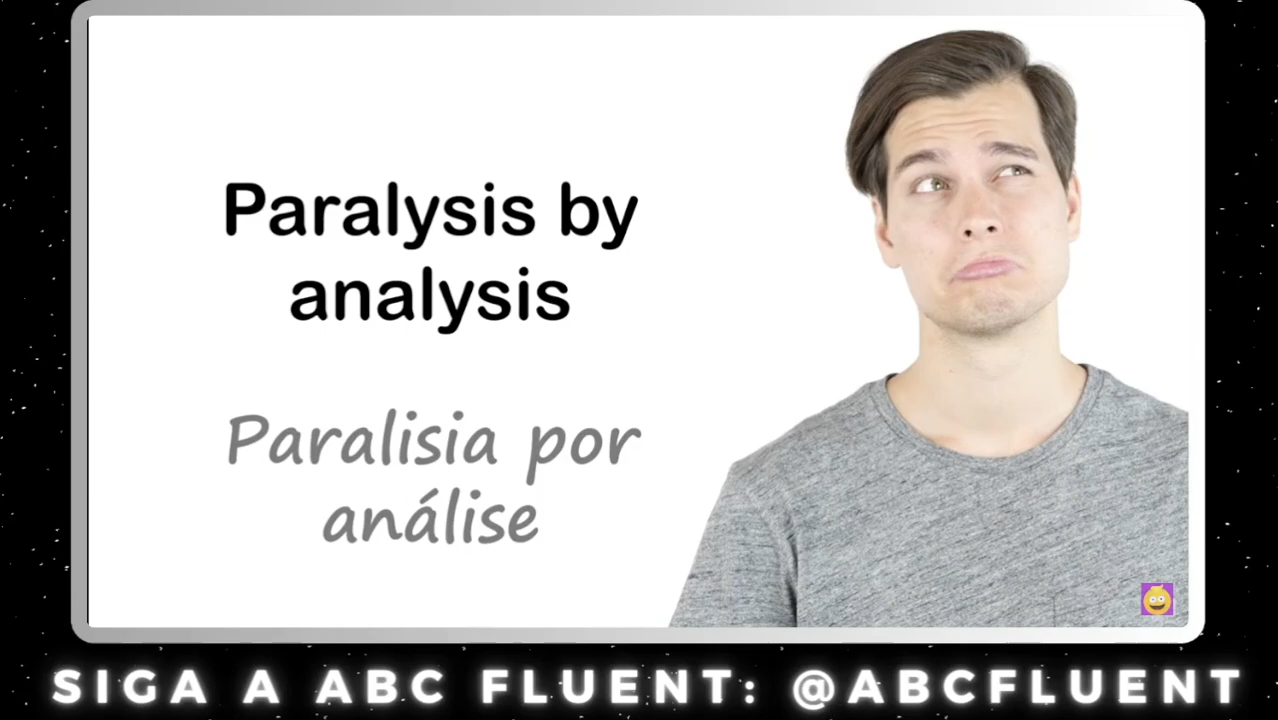 Paralysis by
analysis
Paralisia por
análise
SIGA A ABC FLUENT: @ABCFLUENT